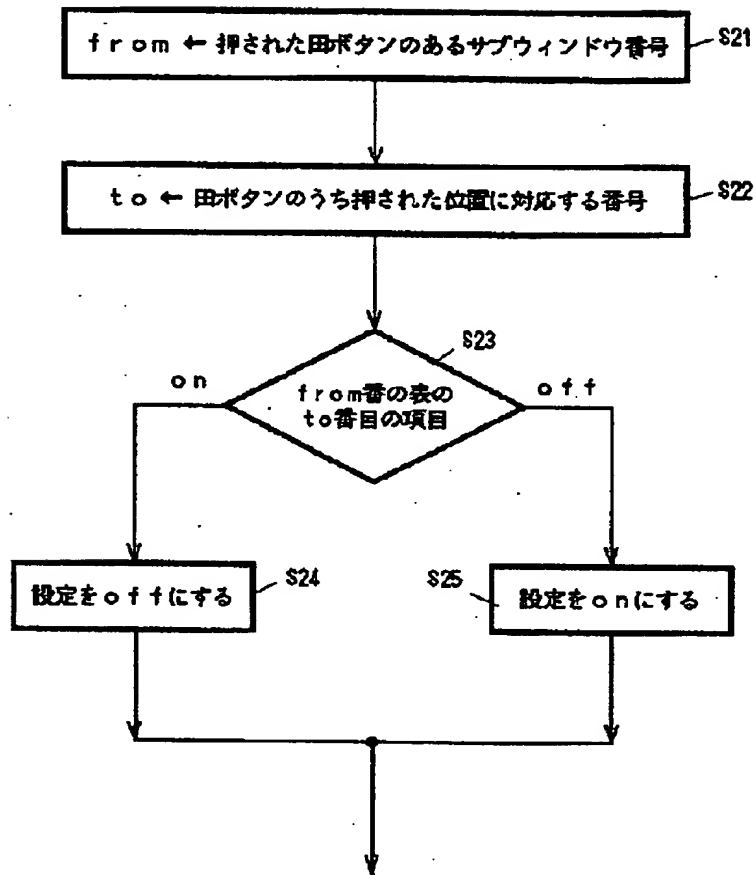 from ← 押された田ボタンのあるサブウィンドウ番号
S21
to ← 田ボタンのうち押された位置に対応する番号
S22
S23
on
off
from番の表の
to番目の項目
設定をoffにする
S24
S25
設定をonにする